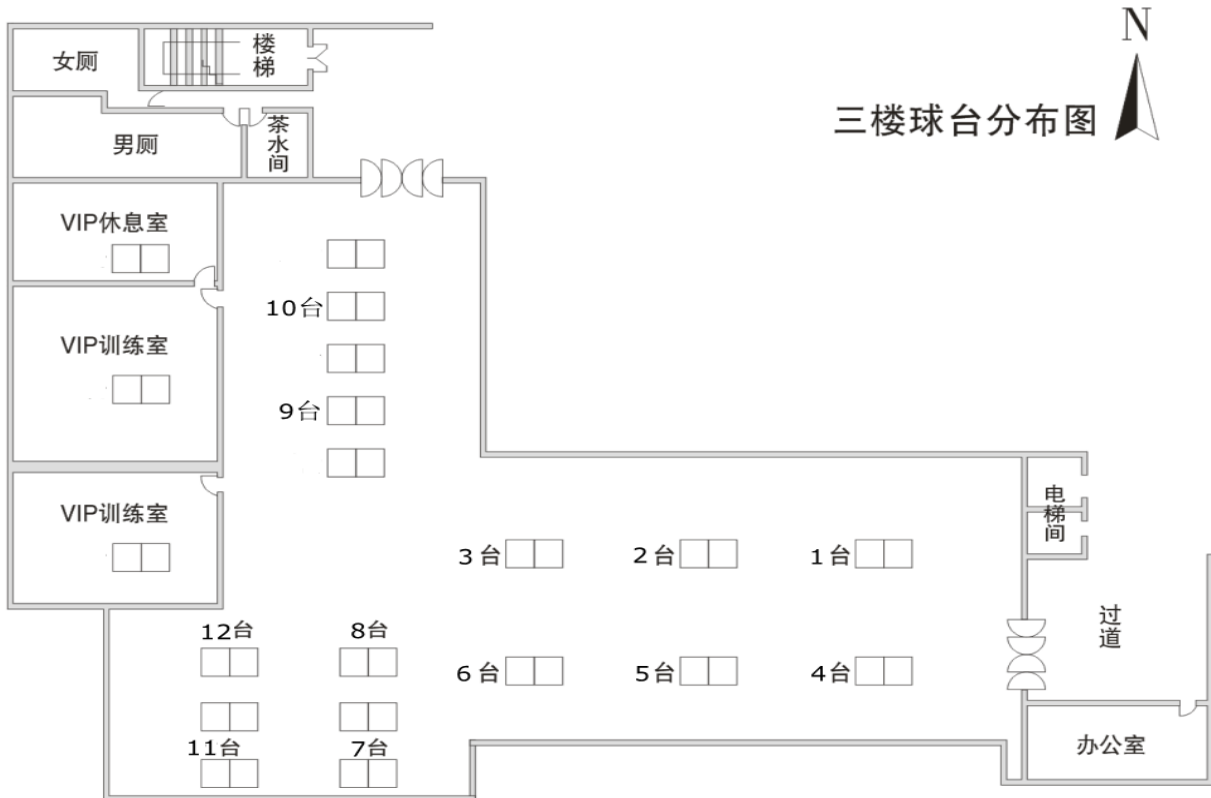 N
三楼球台分布图
女厕
楼梯
男厕
茶水间
VIP休息室
10台
VIP训练室
9台
VIP训练室
电梯间
3台
2台
1台
过道
12台
8台
6台
5台
4台
11台
7台
办公室